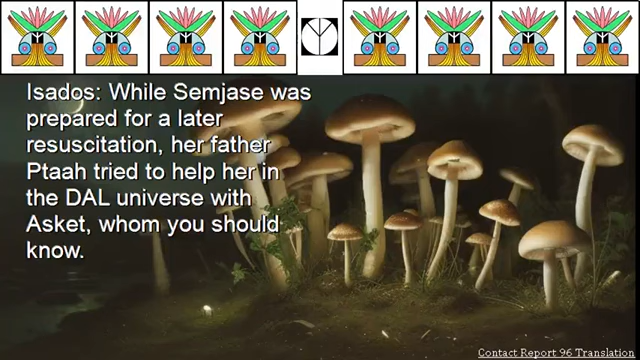 Isados: While Semjase was
prepared for a later
resuscitation, her father
Ptaah tried to help her in
the DAL universe with
Asket, whom you should
know.
Contact Report 96 Translation